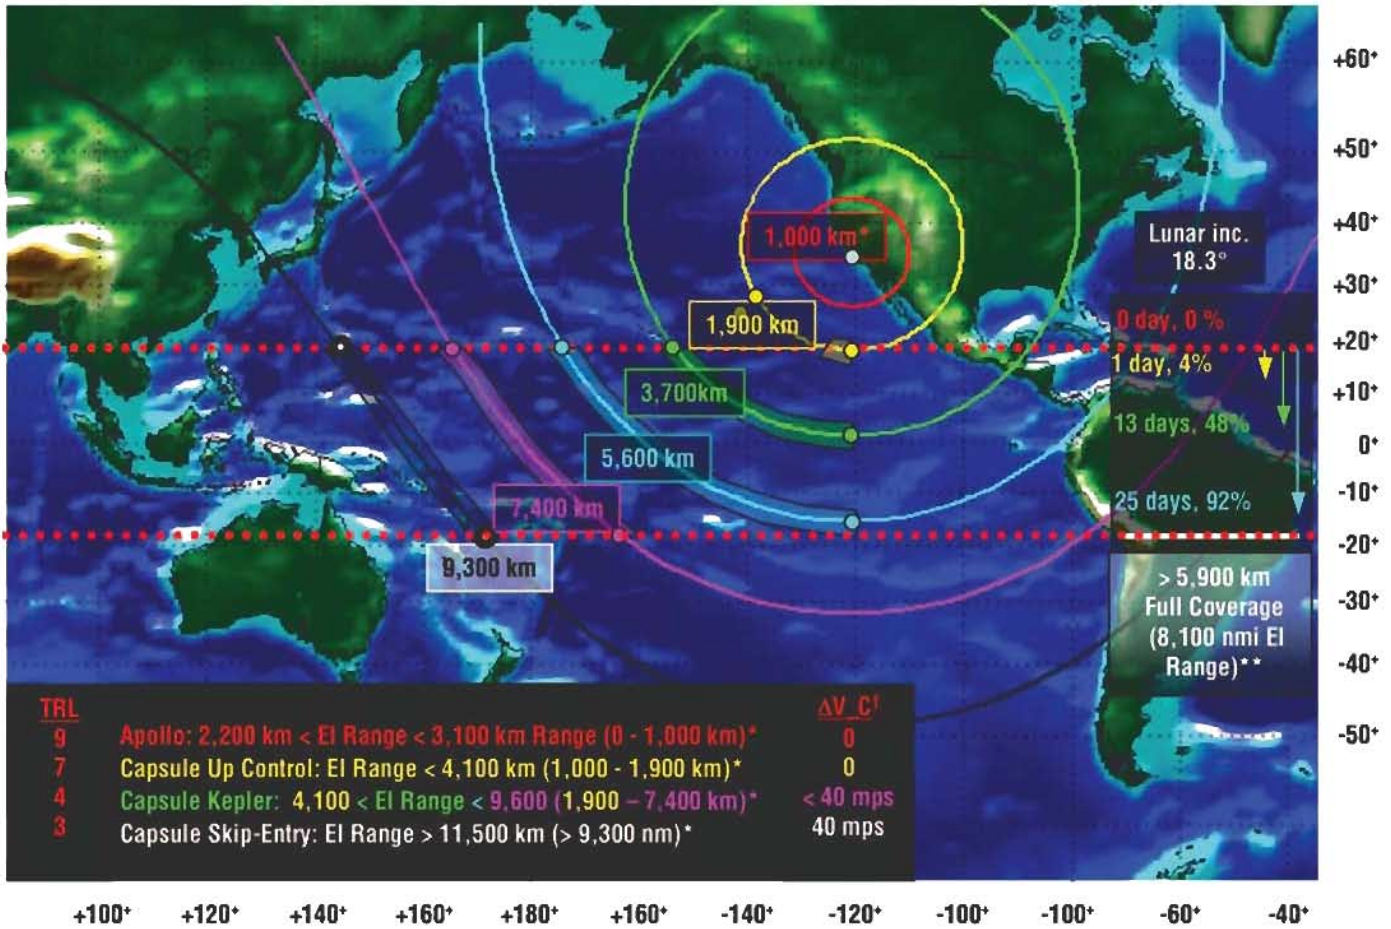 +60⁺
+50⁺
1,000 km*
+40⁺
Lunar inc.
18.3°
+30⁺
1,900 km
0 day, 0 %
+20⁺
1 day, 4%
3,700km
+10⁺
13 days, 48%
0⁺
5,600 km
-10⁺
7,400 km
25 days, 92%
-20⁺
9,300 km
> 5,900 km
Full Coverage
(8,100 nmi EI
Range)**
-30⁺
-40⁺
-50⁺
TRL ΔV_C†
9 Apollo: 2,200 km < EI Range < 3,100 km Range (0 - 1,000 km)* 0
7 Capsule Up Control: EI Range < 4,100 km (1,000 - 1,900 km)* 0
4 Capsule Kepler: 4,100 < EI Range < 9,600 (1,900 – 7,400 km)* < 40 mps
3 Capsule Skip-Entry: EI Range > 11,500 km (> 9,300 nm)* 40 mps
+100⁺ +120⁺ +140⁺ +160⁺ +180⁺ +160⁺ -140⁺ -120⁺ -100⁺ -100⁺ -60⁺ -40⁺